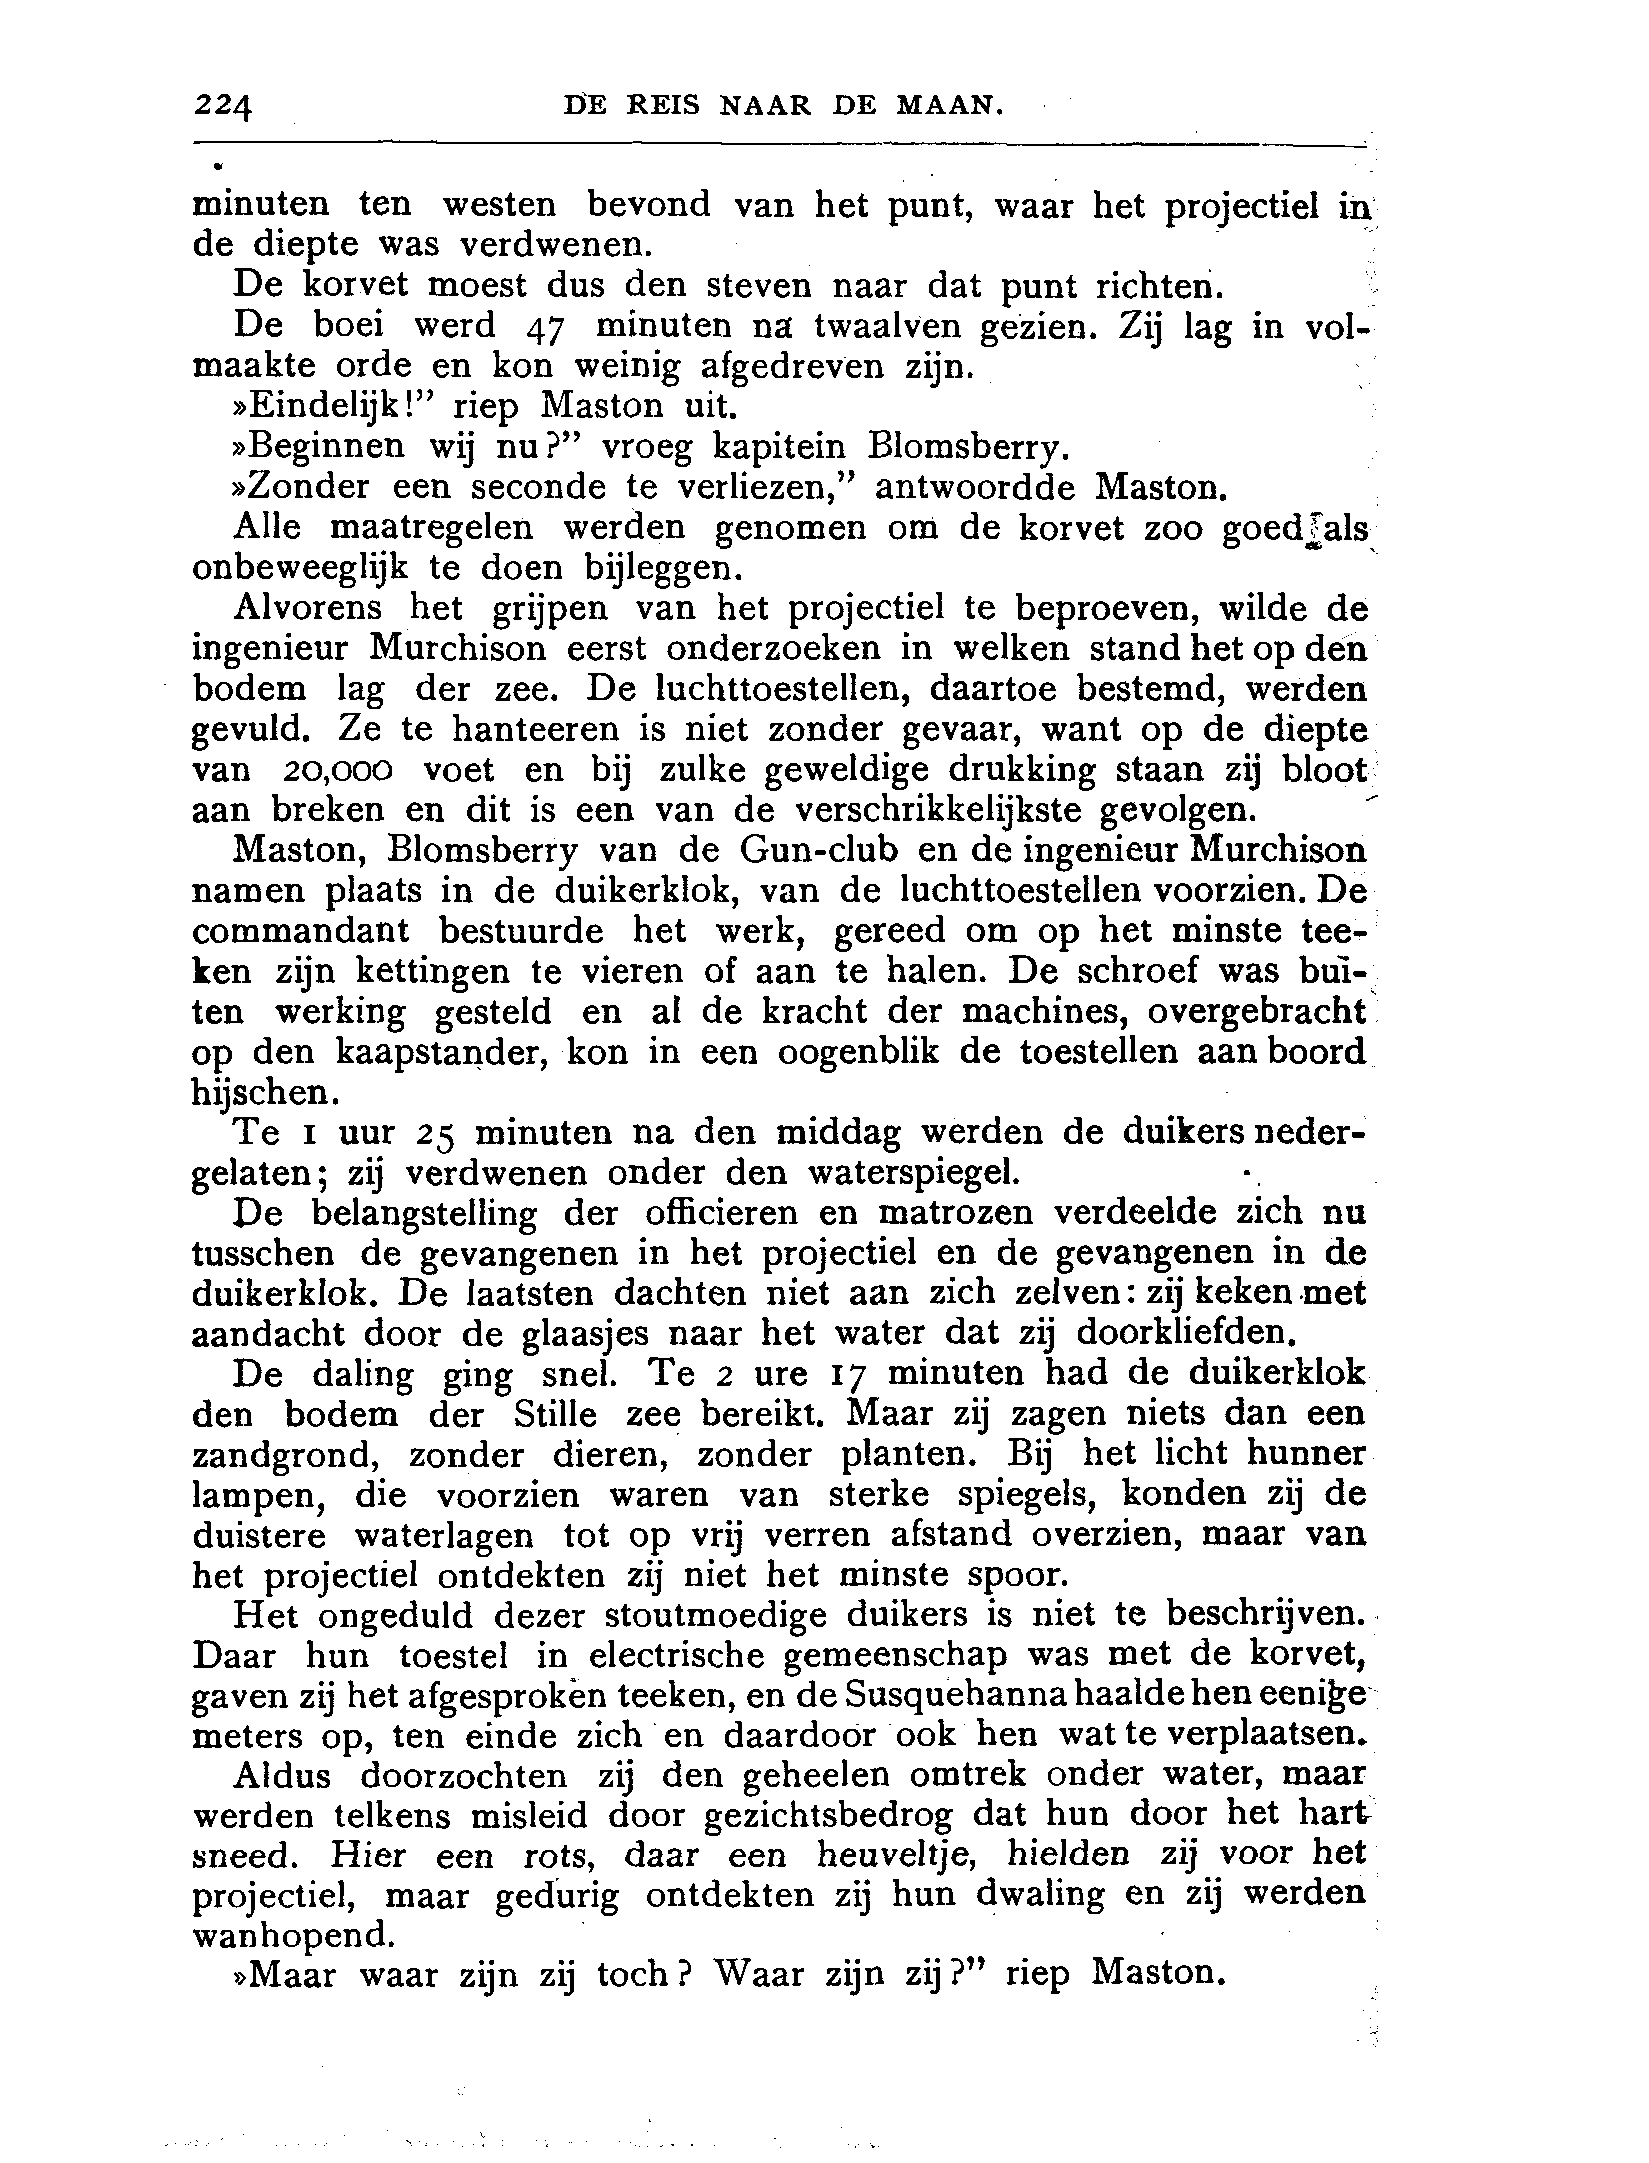 224 DE REIS NAAR DE MAAN.
minuten ten westen bevond van het punt, waar het projectiel in
de diepte was verdwenen.
De korvet moest dus den steven naar dat punt richten.
De boei werd 47 minuten na twaalven gezien. Zij lag in vol-
maakte orde en kon weinig afgedreven zijn.
»Eindelijk!” riep Maston uit.
»Beginnen wij nu?” vroeg kapitein Blomsberry.
»Zonder een seconde te verliezen,” antwoordde Maston.
Alle maatregelen werden genomen om de korvet zoo goed als
onbeweeglijk te doen bijleggen.
Alvorens het grijpen van het projectiel te beproeven, wilde de
ingenieur Murchison eerst onderzoeken in welken stand het op den
bodem lag der zee. De luchttoestellen, daartoe bestemd, werden
gevuld. Ze te hanteeren is niet zonder gevaar, want op de diepte
van 20,000 voet en bij zulke geweldige drukking staan zij bloot
aan breken en dit is een van de verschrikkelijkste gevolgen.
Maston, Blomsberry van de Gun-club en de ingenieur Murchison
namen plaats in de duikerklok, van de luchttoestellen voorzien. De
commandant bestuurde het werk, gereed om op het minste tee-
ken zijn kettingen te vieren of aan te halen. De schroef was bui-
ten werking gesteld en al de kracht der machines, overgebracht
op den kaapstander, kon in een oogenblik de toestellen aan boord
hijschen.
Te 1 uur 25 minuten na den middag werden de duikers neder-
gelaten; zij verdwenen onder den waterspiegel.
De belangstelling der officieren en matrozen verdeelde zich nu
tusschen de gevangenen in het projectiel en de gevangenen in de
duikerklok. De laatsten dachten niet aan zich zelven: zij keken met
aandacht door de glaasjes naar het water dat zij doorkliefden.
De daling ging snel. Te 2 ure 17 minuten had de duikerklok
den bodem der Stille zee bereikt. Maar zij zagen niets dan een
zandgrond, zonder dieren, zonder planten. Bij het licht hunner
lampen, die voorzien waren van sterke spiegels, konden zij de
duistere waterlagen tot op vrij verren afstand overzien, maar van
het projectiel ontdekten zij niet het minste spoor.
Het ongeduld dezer stoutmoedige duikers is niet te beschrijven.
Daar hun toestel in electrische gemeenschap was met de korvet,
gaven zij het afgesproken teeken, en de Susquehanna haalde hen eenige
meters op, ten einde zich en daardoor ook hen wat te verplaatsen.
Aldus doorzochten zij den geheelen omtrek onder water, maar
werden telkens misleid door gezichtsbedrog dat hun door het hart
sneed. Hier een rots, daar een heuveltje, hielden zij voor het
projectiel, maar gedurig ontdekten zij hun dwaling en zij werden
wanhopend.
»Maar waar zijn zij toch? Waar zijn zij?” riep Maston.